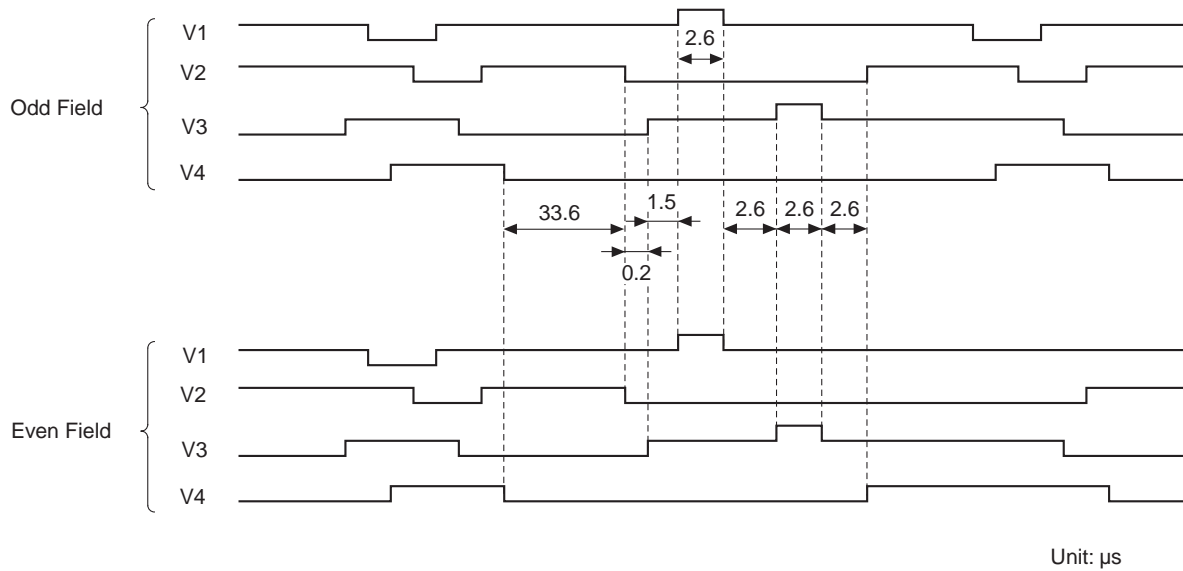 V1
2.6
V2
Odd Field
V3
V4
33.6
1.5
2.6
2.6
2.6
0.2
V1
V2
Even Field
V3
V4
Unit: µs